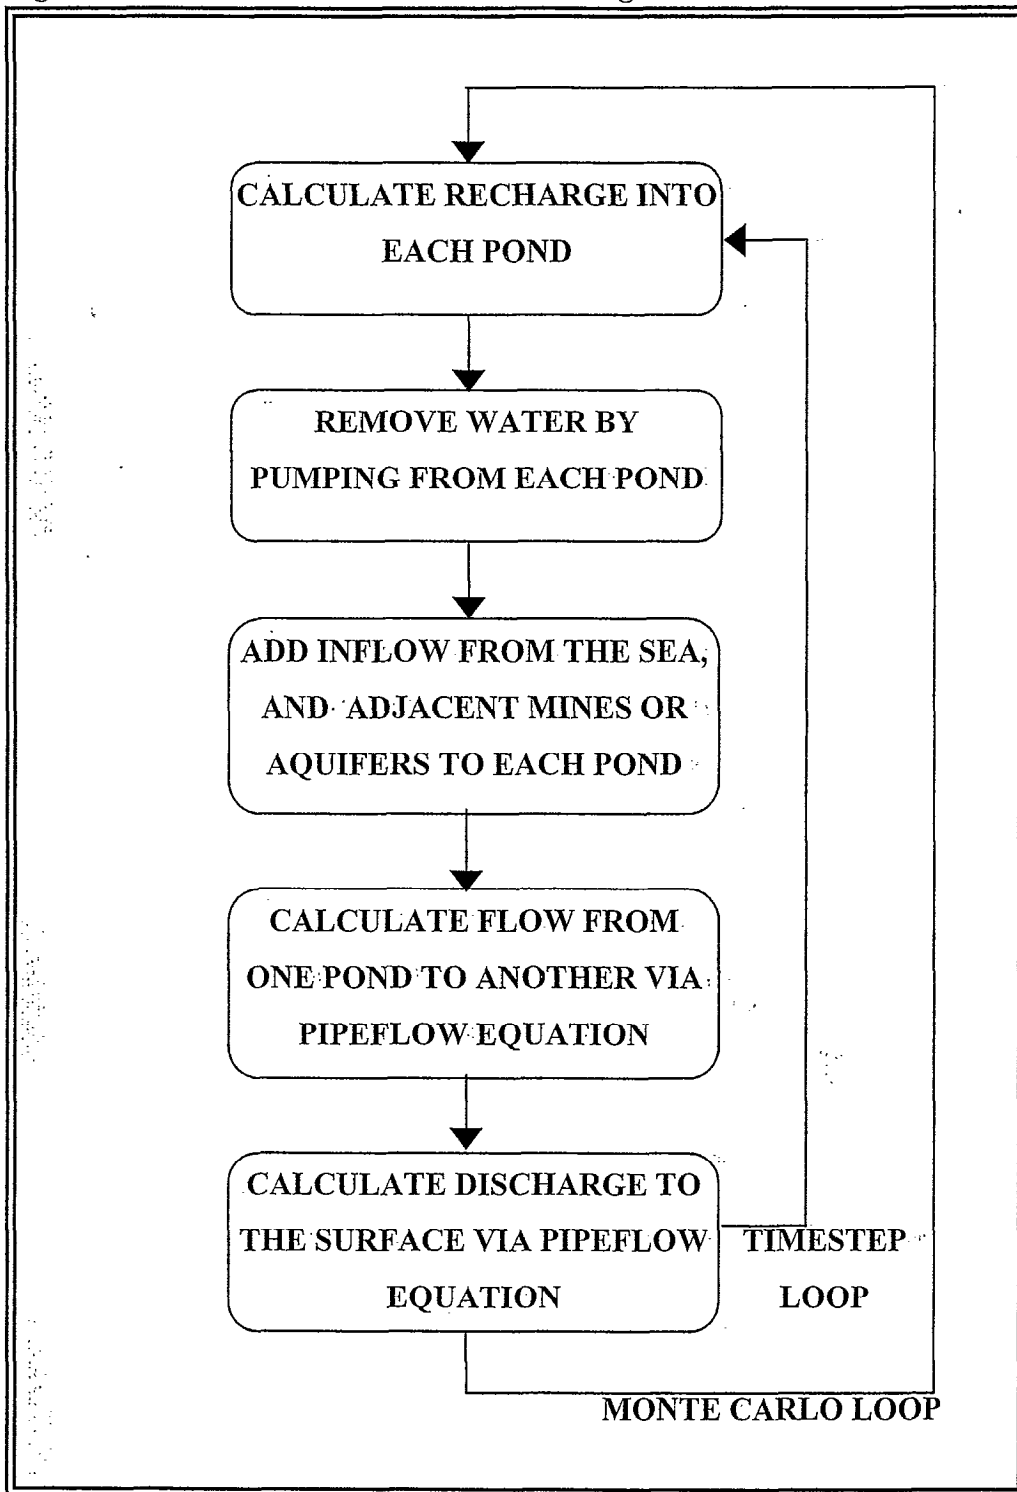 CALCULATE RECHARGE INTO
EACH POND
REMOVE WATER BY
PUMPING FROM EACH POND
ADD INFLOW FROM THE SEA,
AND ADJACENT MINES OR
AQUIFERS TO EACH POND
CALCULATE FLOW FROM
ONE POND TO ANOTHER VIA
PIPEFLOW EQUATION
CALCULATE DISCHARGE TO
THE SURFACE VIA PIPEFLOW
EQUATION
TIMESTEP
LOOP
MONTE CARLO LOOP